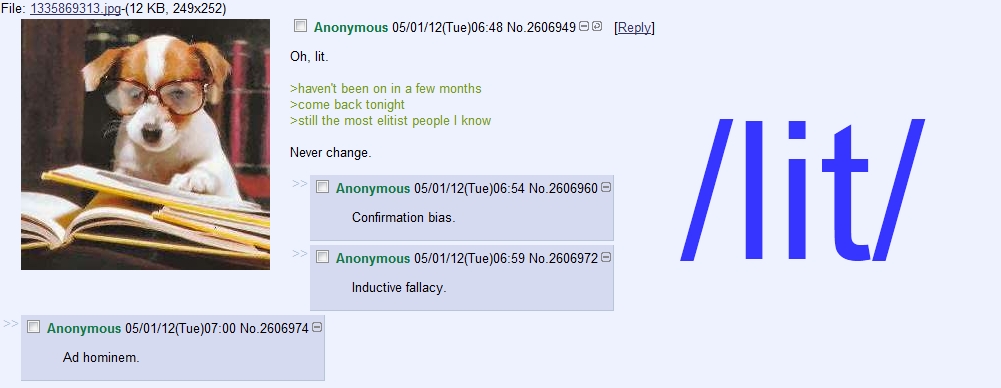 File: 1335869313.jpg-(12 KB, 249x252)
Anonymous 05/01/12(Tue)06:48 No.2606949 [Reply]
Oh, lit.
>haven't been on in a few months
>come back tonight
>still the most elitist people I know
Never change.
>> Anonymous 05/01/12(Tue)06:54 No.2606960
Confirmation bias.
>> Anonymous 05/01/12(Tue)06:59 No.2606972
Inductive fallacy.
>> Anonymous 05/01/12(Tue)07:00 No.2606974
Ad hominem.
/lit/